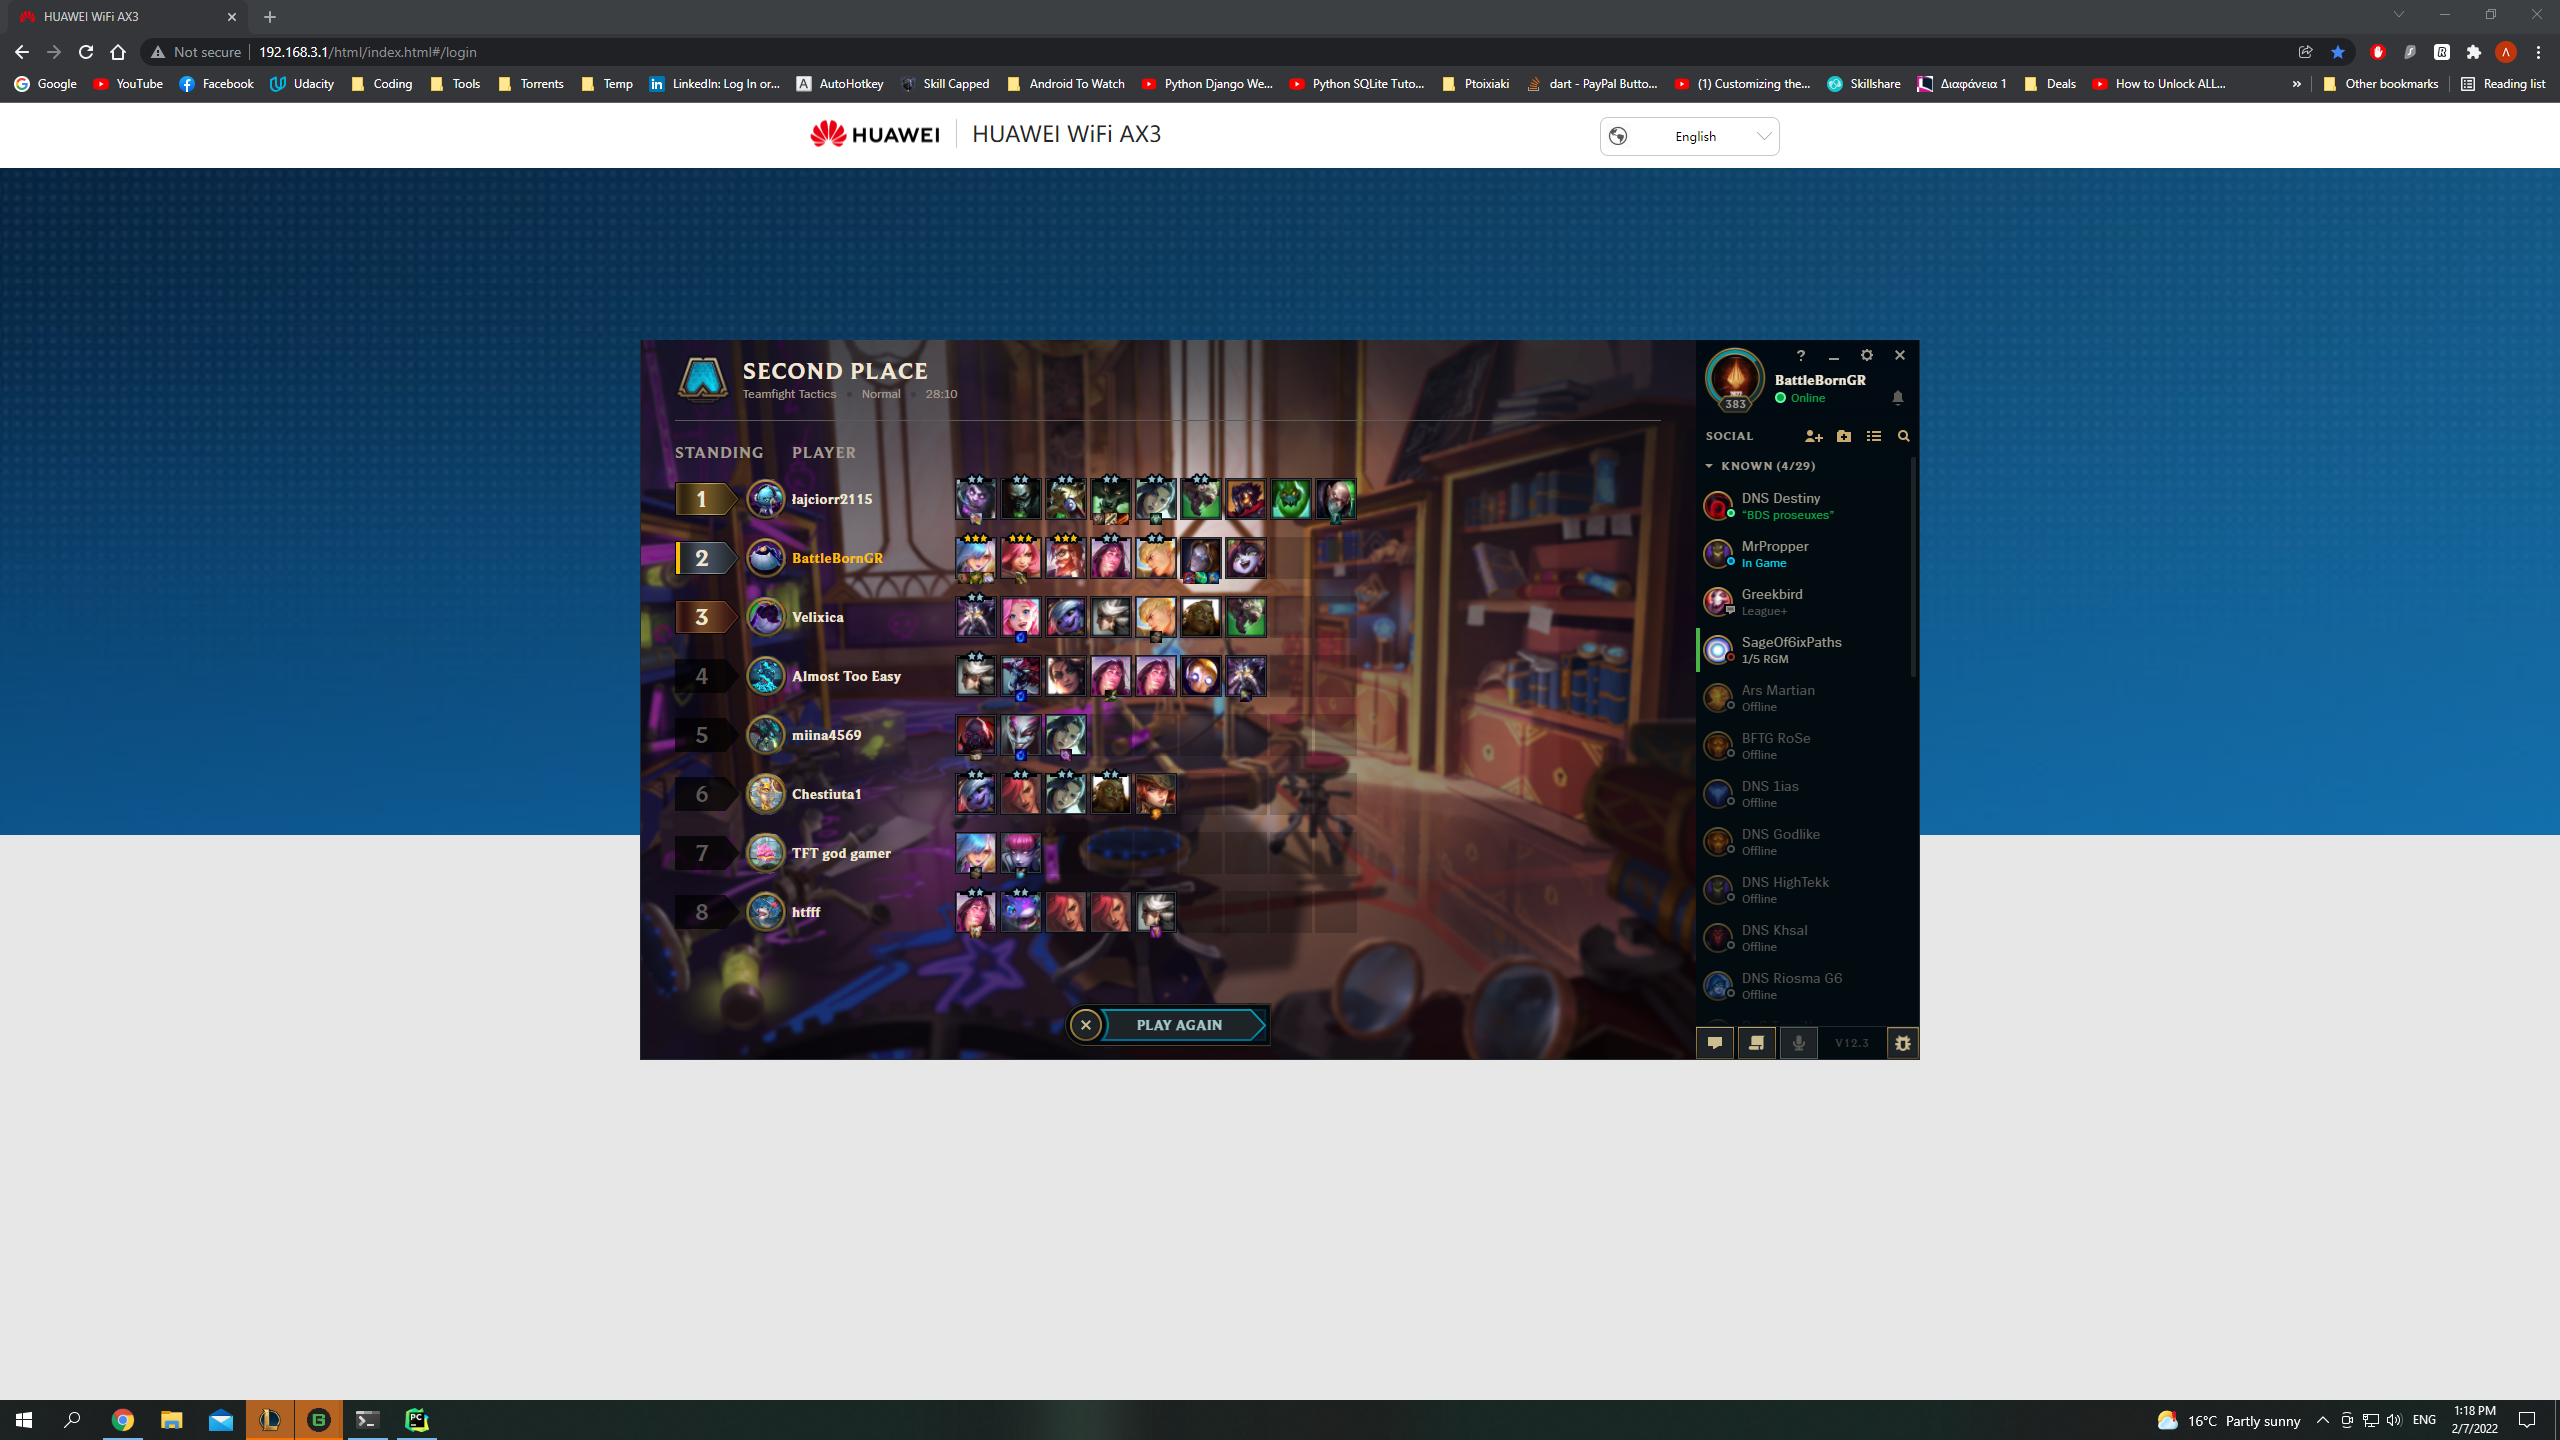 HUAWEI WiFi AX3
Not secure 192.168.3.1/html/index.html#/login
Google YouTube Facebook Udacity Coding Tools Torrents Temp LinkedIn: Log In or... AutoHotkey Skill Capped Android To Watch Python Django We... Python SQLite Tuto... Ptoixiaki dart - PayPal Butto... (1) Customizing the... Skillshare Διαφάνεια 1 Deals How to Unlock ALL... » Other bookmarks Reading list
HUAWEI HUAWEI WiFi AX3 English
SECOND PLACE
Teamfight Tactics Normal 28:10
STANDING PLAYER
1 łajciorr2115
2 BattleBornGR
3 Velixica
4 Almost Too Easy
5 miina4569
6 Chestiuta1
7 TFT god gamer
8 htfff
PLAY AGAIN
BattleBornGR
383 Online
SOCIAL
KNOWN (4/29)
DNS Destiny
"BDS proseuxes"
MrPropper
In Game
Greekbird
League+
SageOf6ixPaths
1/5 RGM
Ars Martian
Offline
BFTG RoSe
Offline
DNS 1ias
Offline
DNS Godlike
Offline
DNS HighTekk
Offline
DNS Khsal
Offline
DNS Riosma G6
Offline
V12.3
16°C Partly sunny ENG 1:18 PM
2/7/2022